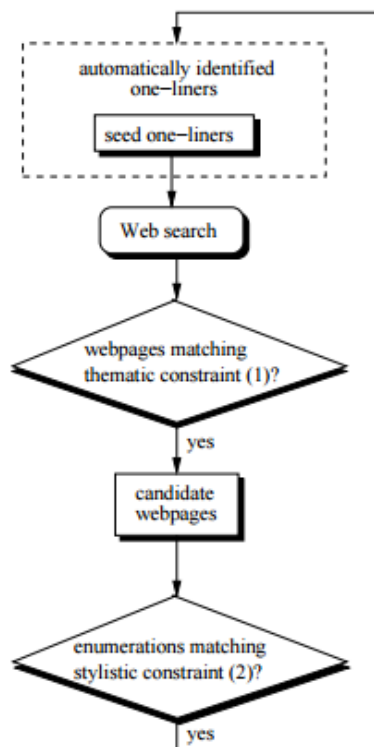 automatically identified
one−liners
seed one−liners
Web search
webpages matching
thematic constraint (1)?
yes
candidate
webpages
enumerations matching
stylistic constraint (2)?
yes